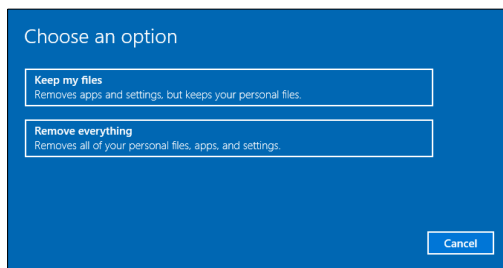 Choose an option
Keep my files
Removes apps and settings, but keeps your personal files.
Remove everything
Removes all of your personal files, apps, and settings.
Cancel